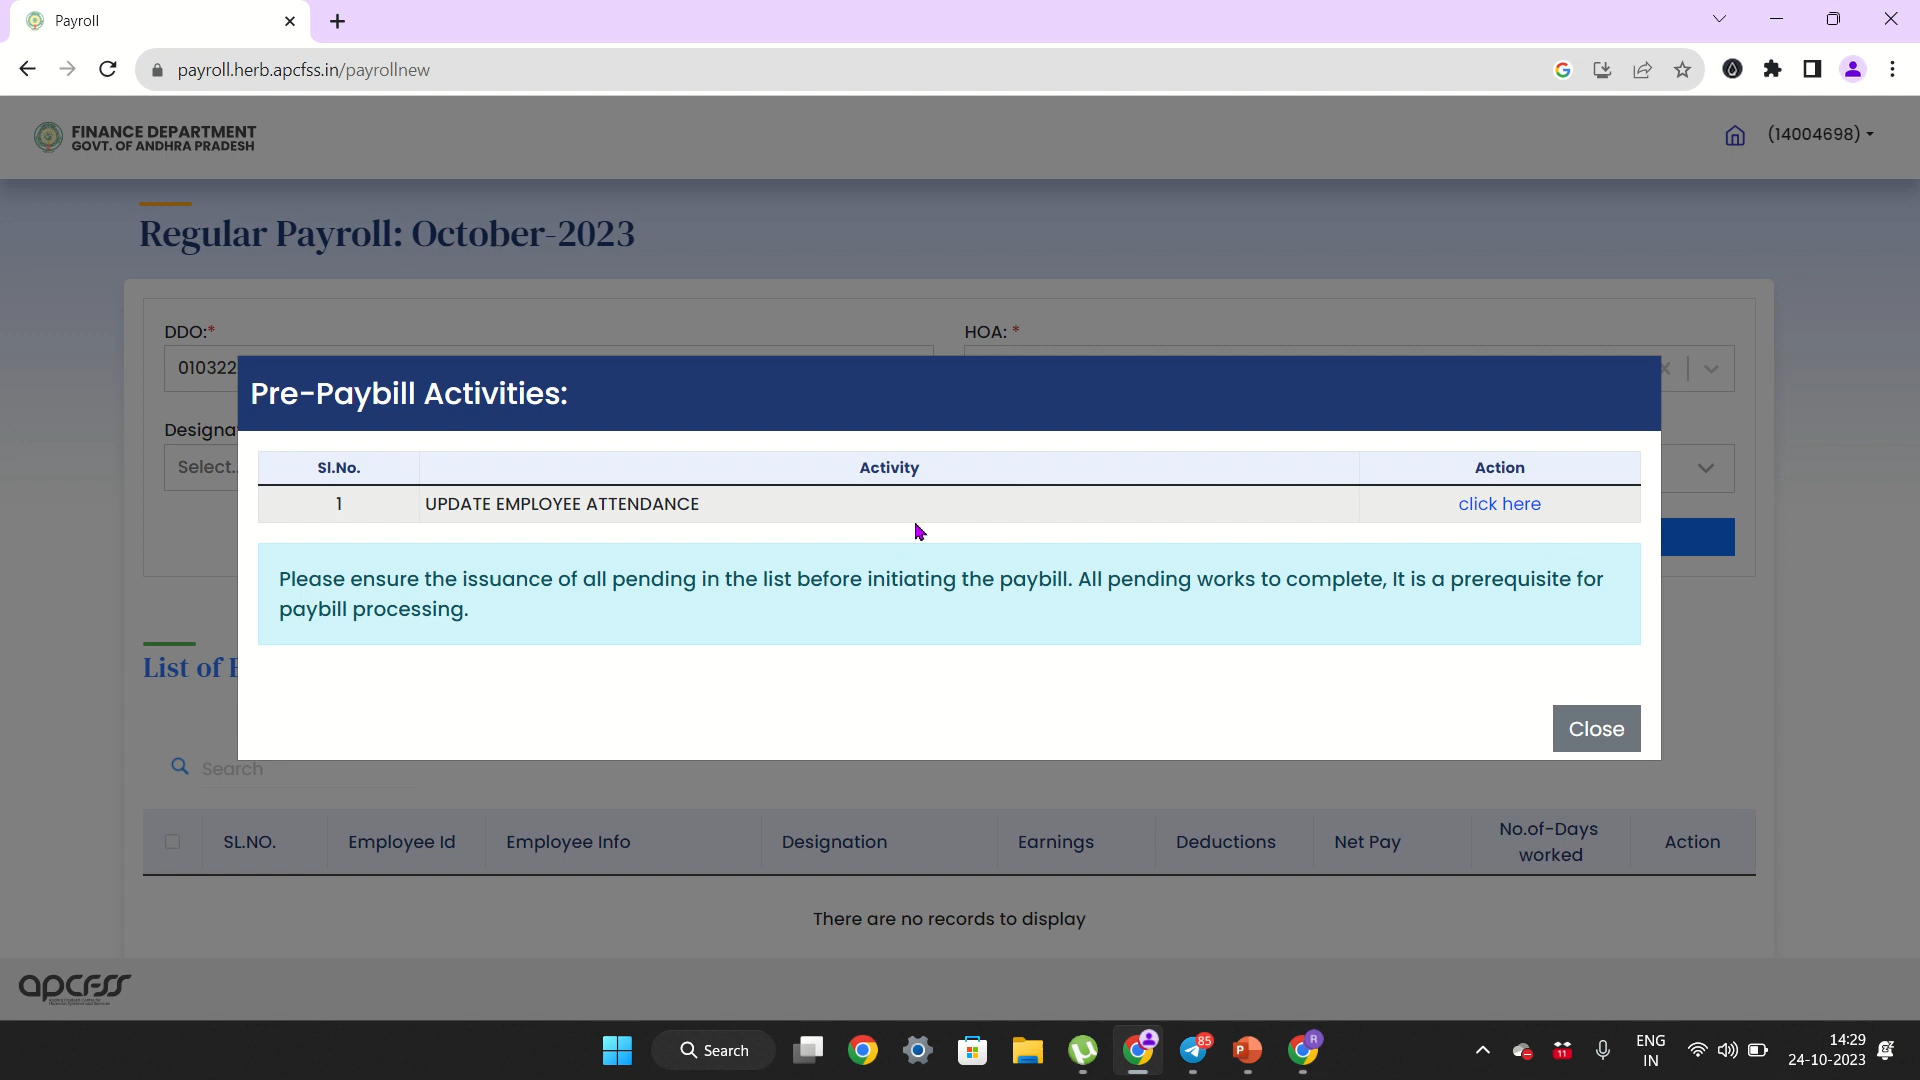 Payroll
payroll.herb.apcfss.in/payrollnew
FINANCE DEPARTMENT
GOVT. OF ANDHRA PRADESH
(14004698)
Regular Payroll: October-2023
DDO:*
HOA: *
010322
Pre-Paybill Activities:
Designa
Select..
Sl.No. Activity Action
1 UPDATE EMPLOYEE ATTENDANCE click here
Please ensure the issuance of all pending in the list before initiating the paybill. All pending works to complete, It is a prerequisite for
paybill processing.
List of E
Close
Search
SL.NO. Employee Id Employee Info Designation Earnings Deductions Net Pay No.of-Days worked Action
There are no records to display
apcfss
Search
85
P
R
11
ENG
IN
14:29
24-10-2023